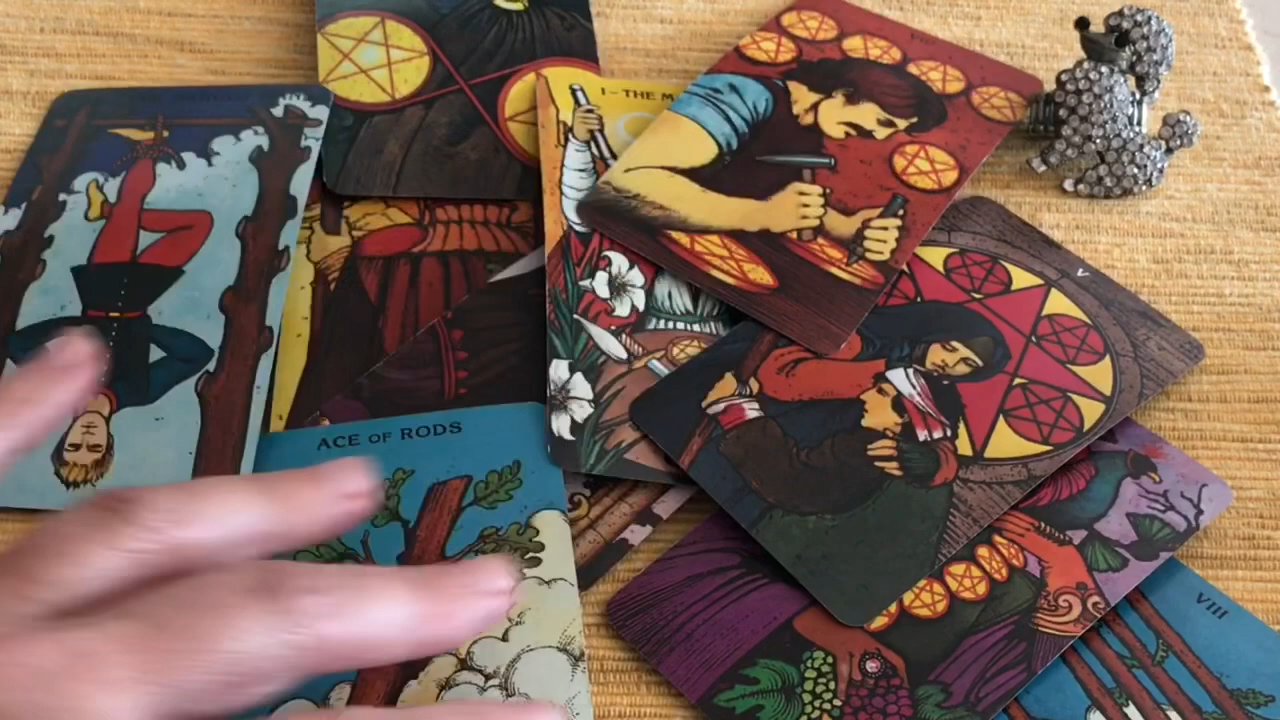 I - THE M
V
ACE OF RODS
VIII